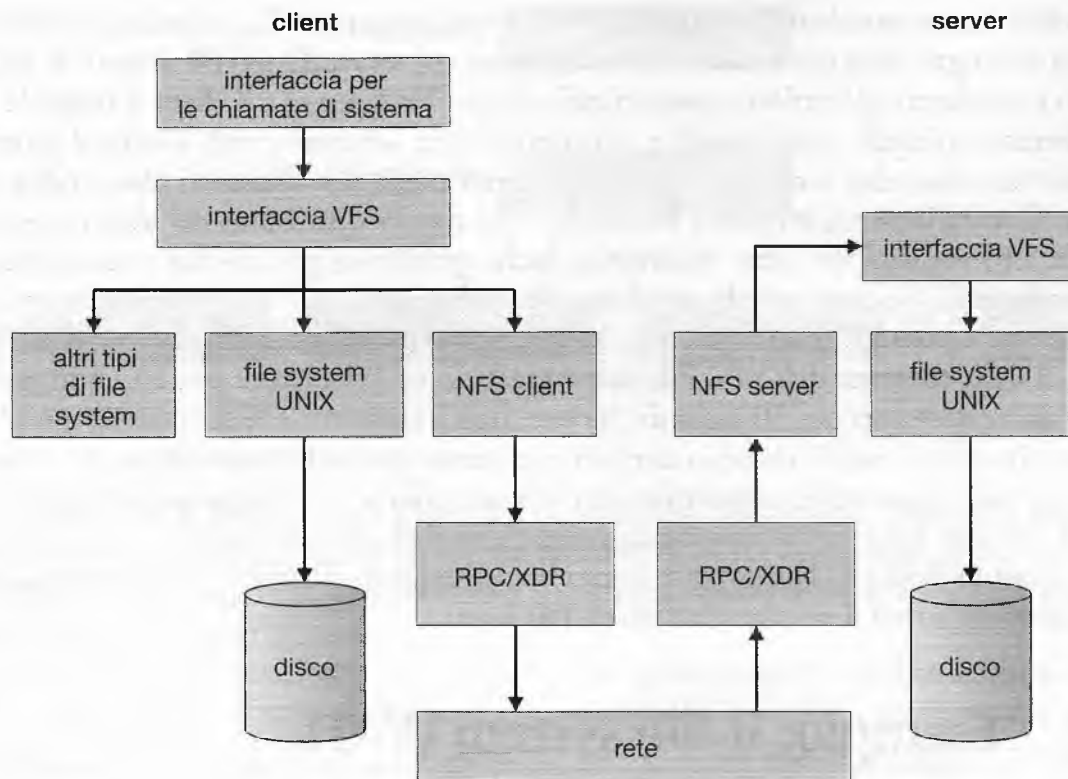 client
server
interfaccia per
le chiamate di sistema
interfaccia VFS
interfaccia VFS
altri tipi
di file
system
file system
UNIX
NFS client
NFS server
file system
UNIX
RPC/XDR
RPC/XDR
disco
disco
rete